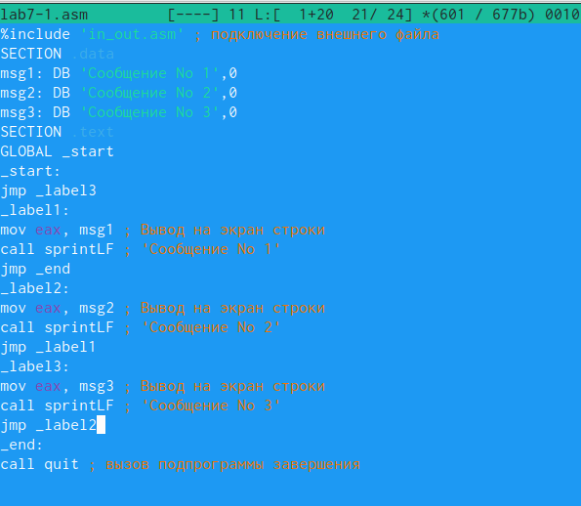 lab7-1.asm [----] 11 L:[ 1+20 21/ 24] *(601 / 677b) 0010
%include 'in_out.asm' ; подключение внешнего файла
SECTION .data
msg1: DB 'Сообщение No 1',0
msg2: DB 'Сообщение No 2',0
msg3: DB 'Сообщение No 3',0
SECTION .text
GLOBAL _start
_start:
jmp _label3
_label1:
mov eax, msg1 ; Вывод на экран строки
call sprintLF ; 'Сообщение No 1'
jmp _end
_label2:
mov eax, msg2 ; Вывод на экран строки
call sprintLF ; 'Сообщение No 2'
jmp _label1
_label3:
mov eax, msg3 ; Вывод на экран строки
call sprintLF ; 'Сообщение No 3'
jmp _label2
_end:
call quit ; вызов подпрограммы завершения